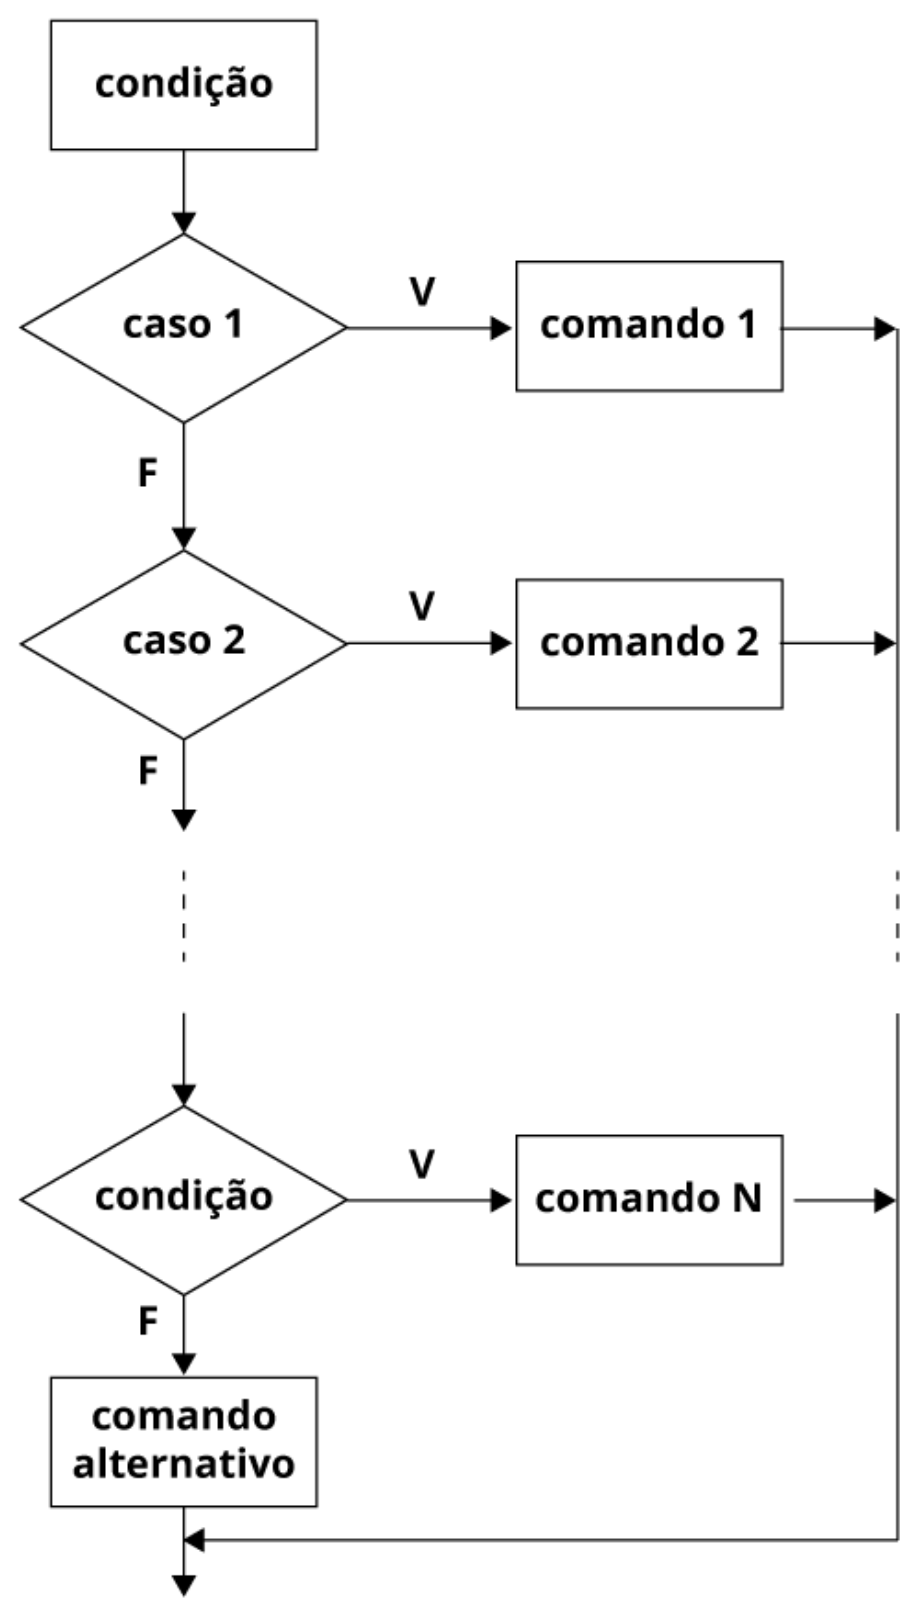 condição
caso 1
V
comando 1
F
caso 2
V
comando 2
F
condição
V
comando N
F
comando
alternativo